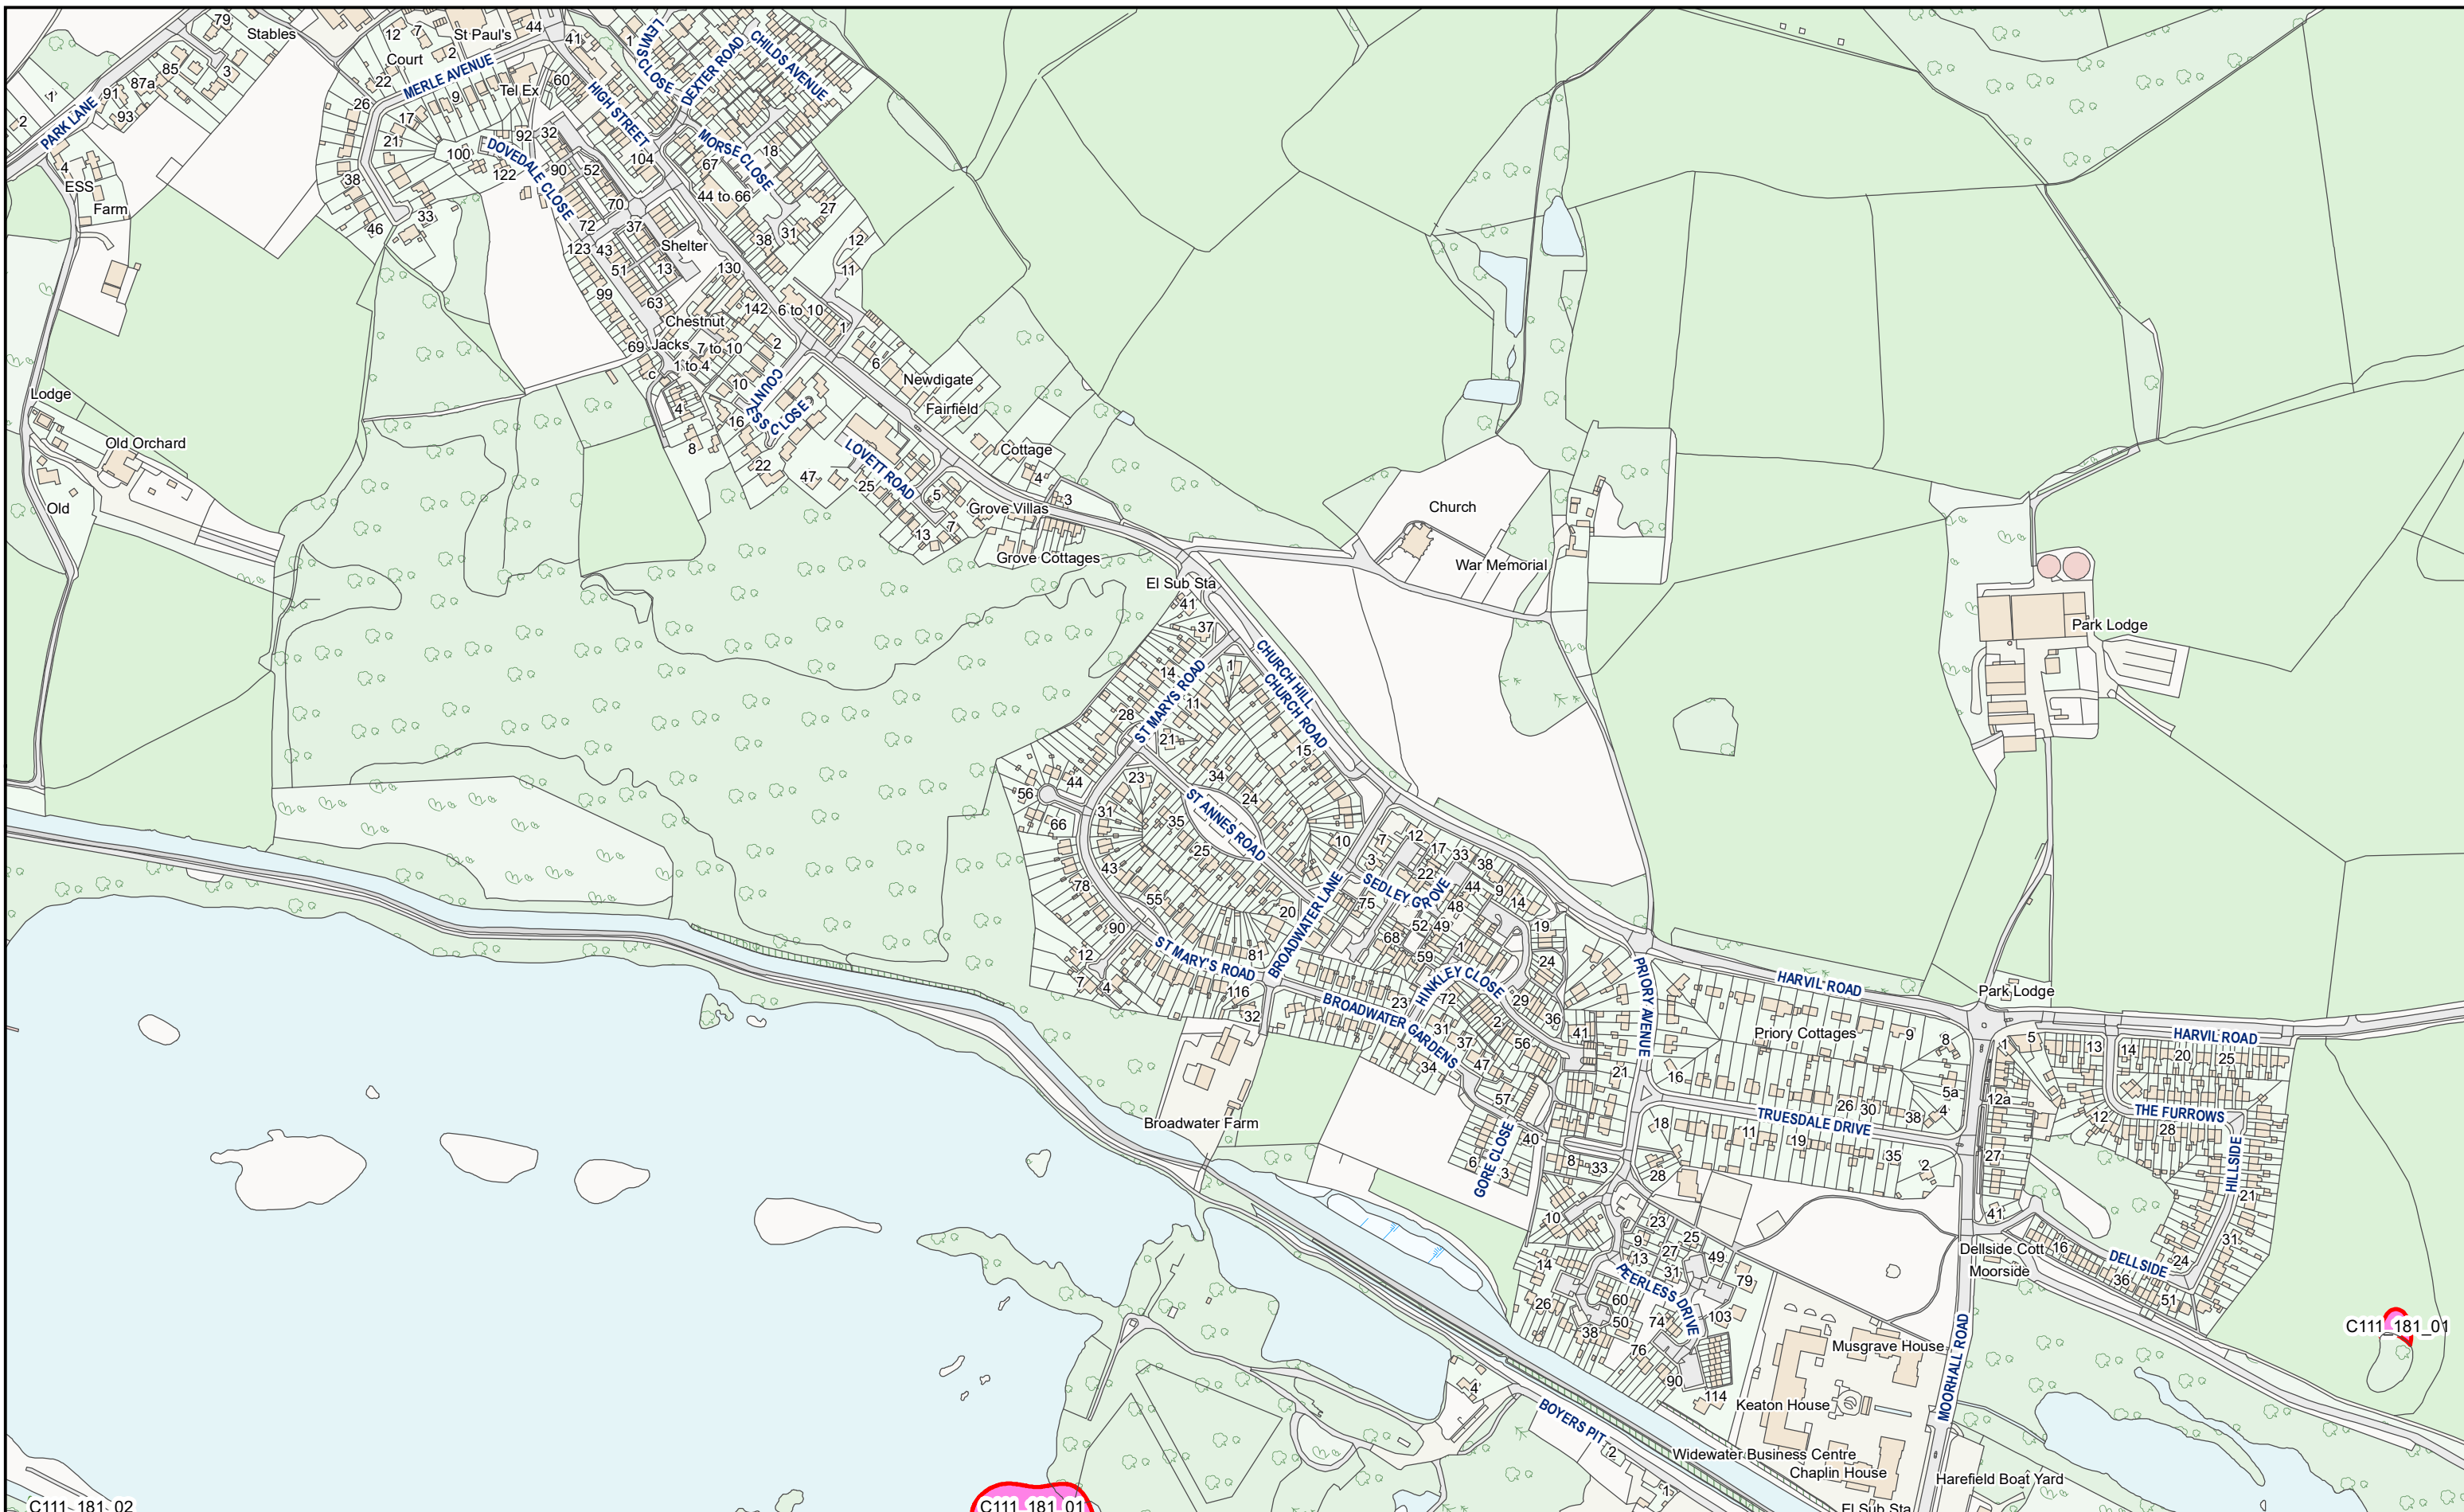 79
Stables
12
7
St Paul's
44
41
1
LEWIS CLOSE
DEXTER ROAD
CHILDS AVENUE
Court
2
MERLE AVENUE
22
85
3
87a
91
93
1
2
PARK LANE
26
9
Tel Ex
60
HIGH STREET
17
21
92
32
100
DOVEDALE CLOSE
90
52
104
MORSE CLOSE
67
18
4
ESS
Farm
38
122
70
44 to 66
27
33
46
72
37
Shelter
38
31
12
123
43
51
13
130
11
99
63
142
6 to 10
1
Chestnut
69
Jacks
7 to 10
2
1 to 4
c
6
Newdigate
10
COUNTESS CLOSE
Fairfield
Lodge
4
16
Old Orchard
8
22
47
LOVETT ROAD
25
Cottage
4
3
5
Grove Villas
7
13
Old
Grove Cottages
Church
War Memorial
El Sub Sta
41
37
Park Lodge
1
CHURCH HILL
CHURCH ROAD
14
ST MARYS ROAD
11
28
21
15
44
23
34
56
24
ST ANNES ROAD
31
35
66
25
10
7
12
17
33
38
3
43
78
22
SEDLEY GROVE
44
9
14
55
20
75
48
52
49
19
90
BROADWATER LANE
68
1
12
ST MARY'S ROAD
81
59
24
7
4
HINKLEY CLOSE
PRIORY AVENUE
HARVIL ROAD
Park Lodge
116
32
23
72
29
BROADWATER GARDENS
31
2
36
41
Priory Cottages
9
8
1
5
13
14
HARVIL ROAD
20
25
37
56
47
34
21
16
5a
12a
57
26
30
38
4
12
THE FURROWS
28
Broadwater Farm
18
TRUESDALE DRIVE
11
19
40
GORE CLOSE
6
3
8
33
28
35
2
27
HILLSIDE
21
10
23
41
9
25
13
27
49
31
Dellside Cott
16
31
14
PEERLESS DRIVE
79
Moorside
DELLSIDE
24
36
26
60
51
50
74
103
38
Musgrave House
MOORHALL ROAD
C111_181_01
76
4
90
114
Keaton House
BOYERS PIT
2
Widewater Business Centre
Chaplin House
Harefield Boat Yard
1
C111_181_02
C111_181_01
El Sub Sta